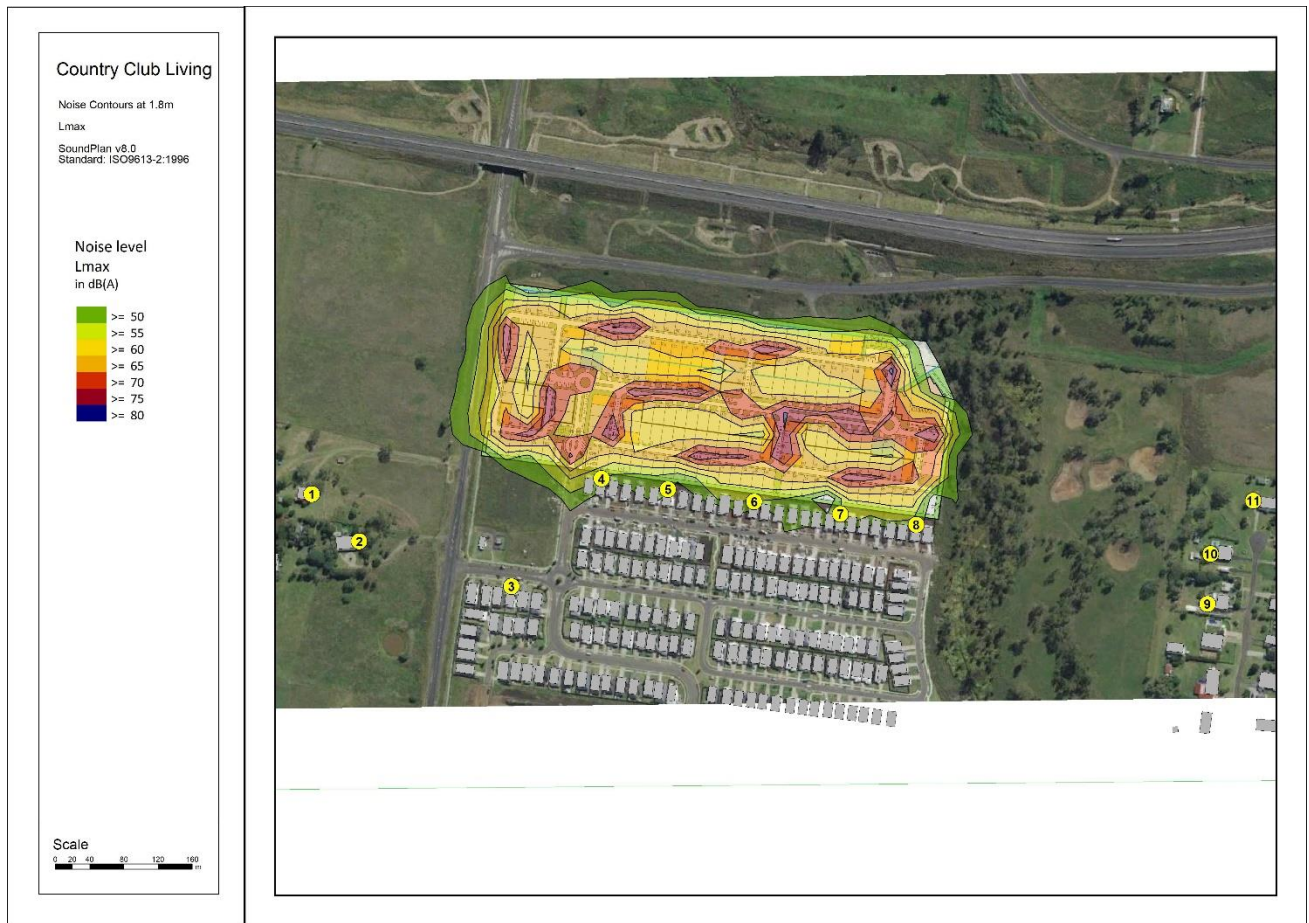 Country Club Living
Noise Contours at 1.8m
Lmax
SoundPlan v8.0
Standard: ISO9613-2:1996
Noise level
Lmax
in dB(A)
>= 50
>= 55
>= 60
>= 65
>= 70
>= 75
>= 80
Scale
0 20 40 80 120 160
m
1
2
3
4
5
6
7
8
9
10
11